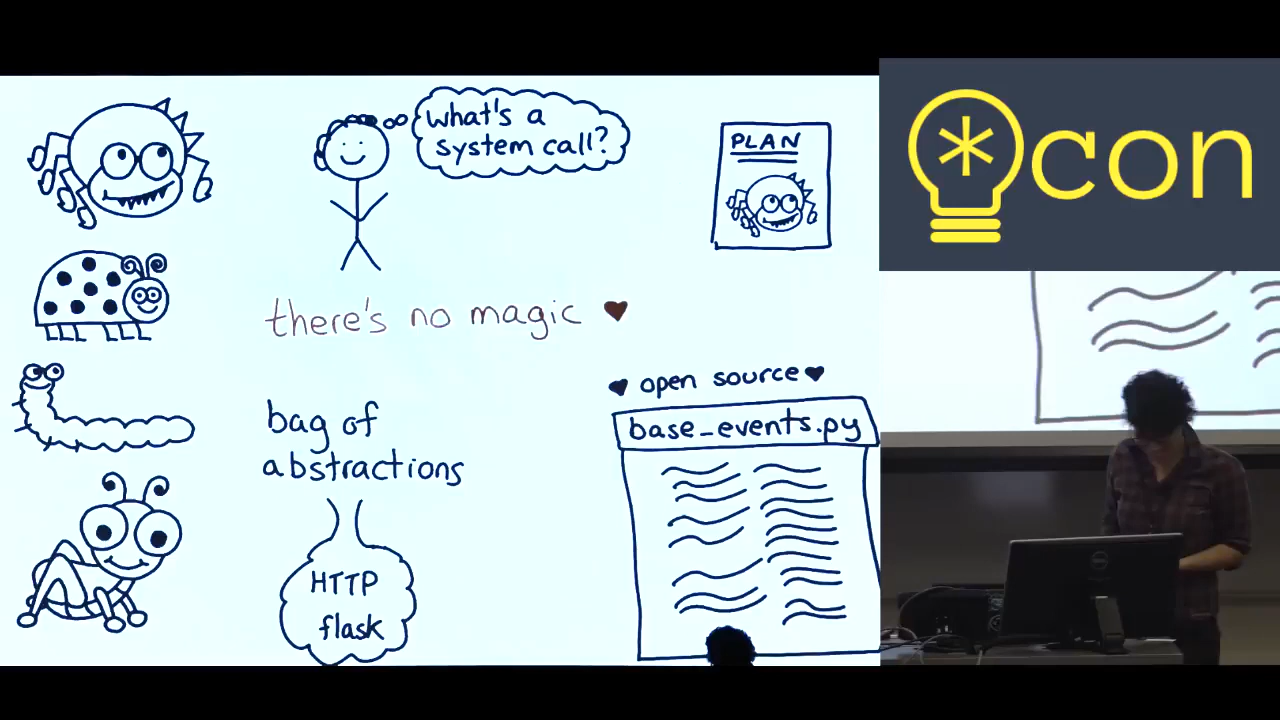 what's a
system call?
PLAN
there's no magic ♥
♥ open source ♥
base_events.py
bag of
abstractions
HTTP
flask
*con